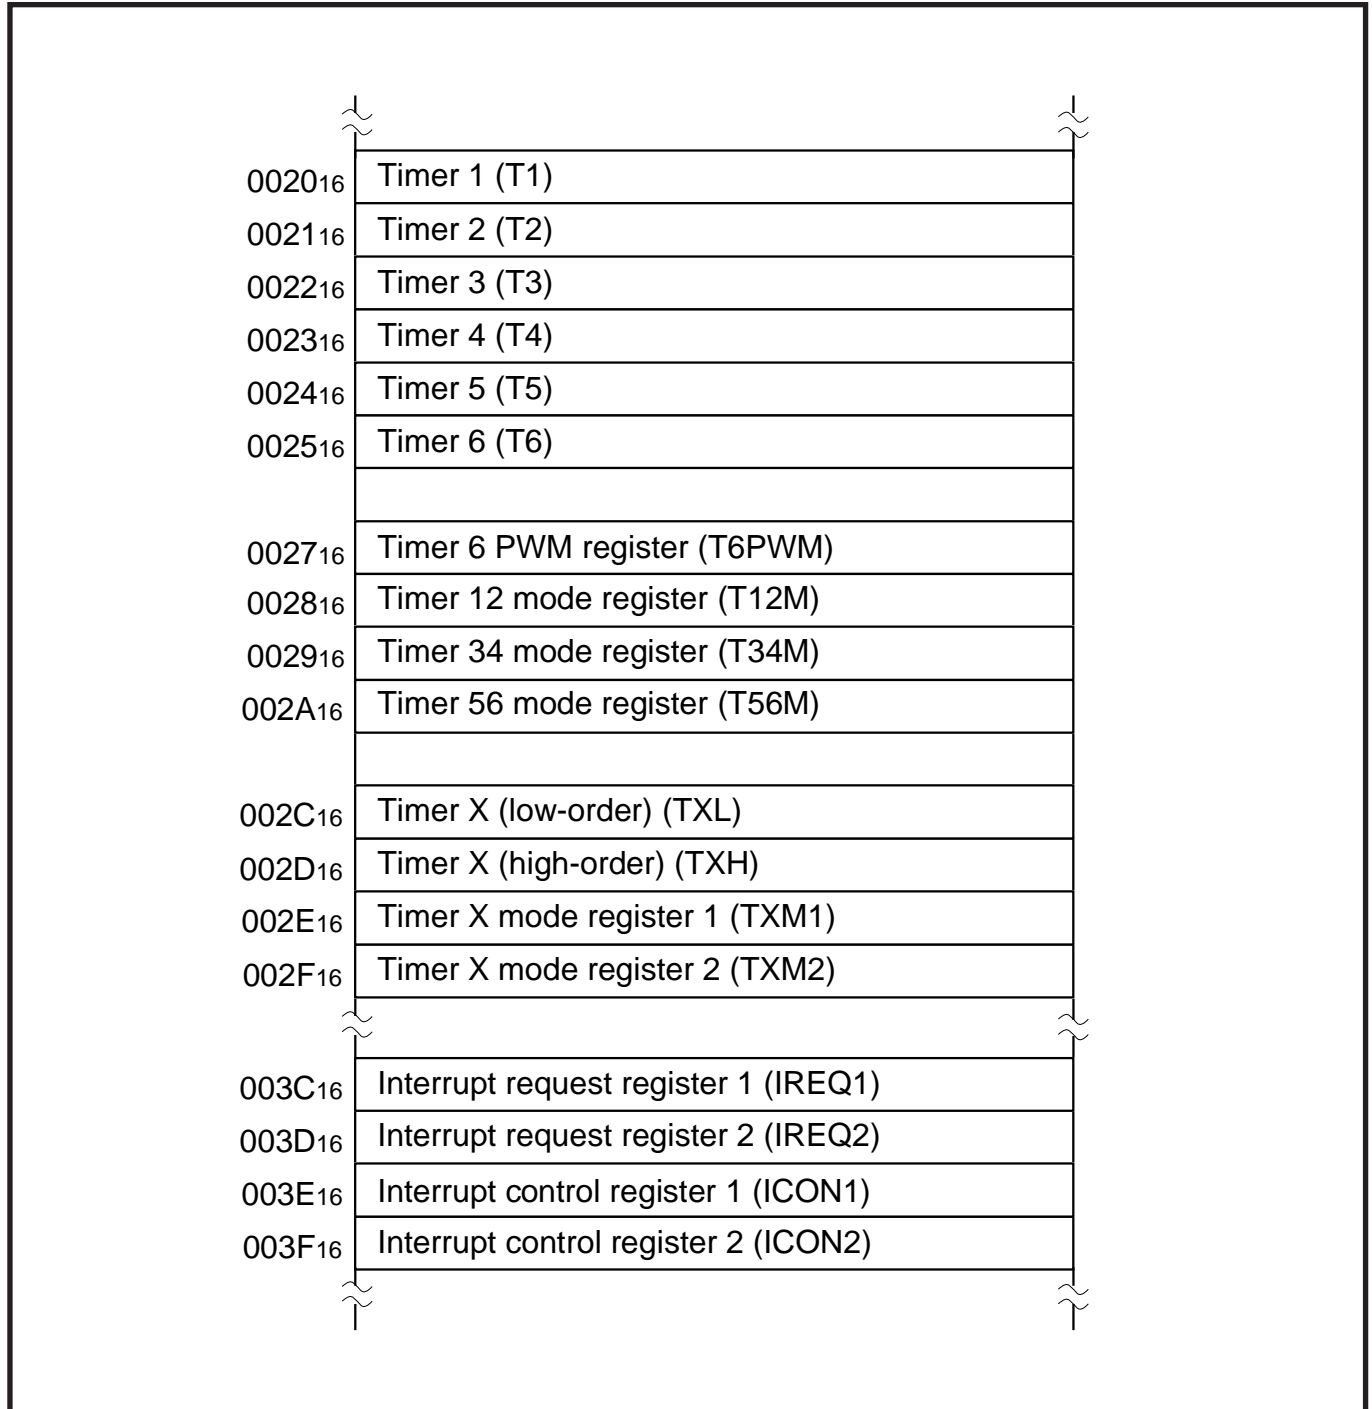 002016 Timer 1 (T1)
002116 Timer 2 (T2)
002216 Timer 3 (T3)
002316 Timer 4 (T4)
002416 Timer 5 (T5)
002516 Timer 6 (T6)
002716 Timer 6 PWM register (T6PWM)
002816 Timer 12 mode register (T12M)
002916 Timer 34 mode register (T34M)
002A16 Timer 56 mode register (T56M)
002C16 Timer X (low-order) (TXL)
002D16 Timer X (high-order) (TXH)
002E16 Timer X mode register 1 (TXM1)
002F16 Timer X mode register 2 (TXM2)
003C16 Interrupt request register 1 (IREQ1)
003D16 Interrupt request register 2 (IREQ2)
003E16 Interrupt control register 1 (ICON1)
003F16 Interrupt control register 2 (ICON2)